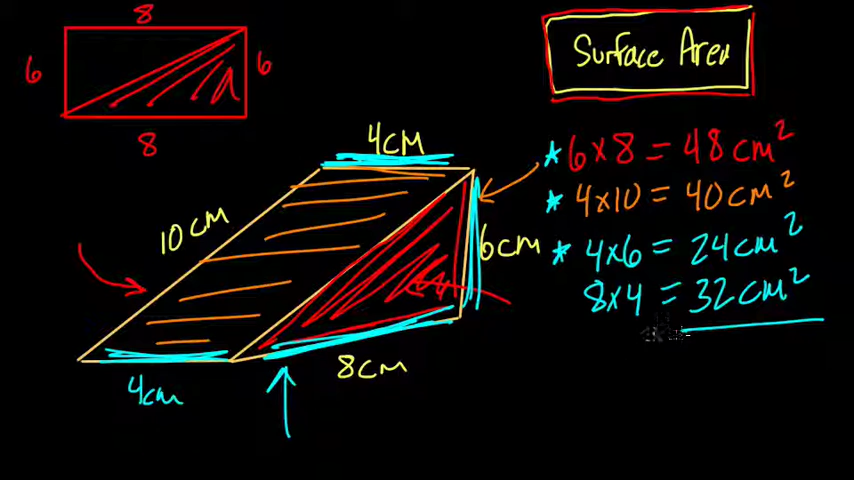 8
6
6
8
Surface Area
4CM
10CM
6CM
8CM
4CM
* 6x8 = 48cm²
* 4x10 = 40cm²
* 4x6 = 24cm²
8x4 = 32cm²